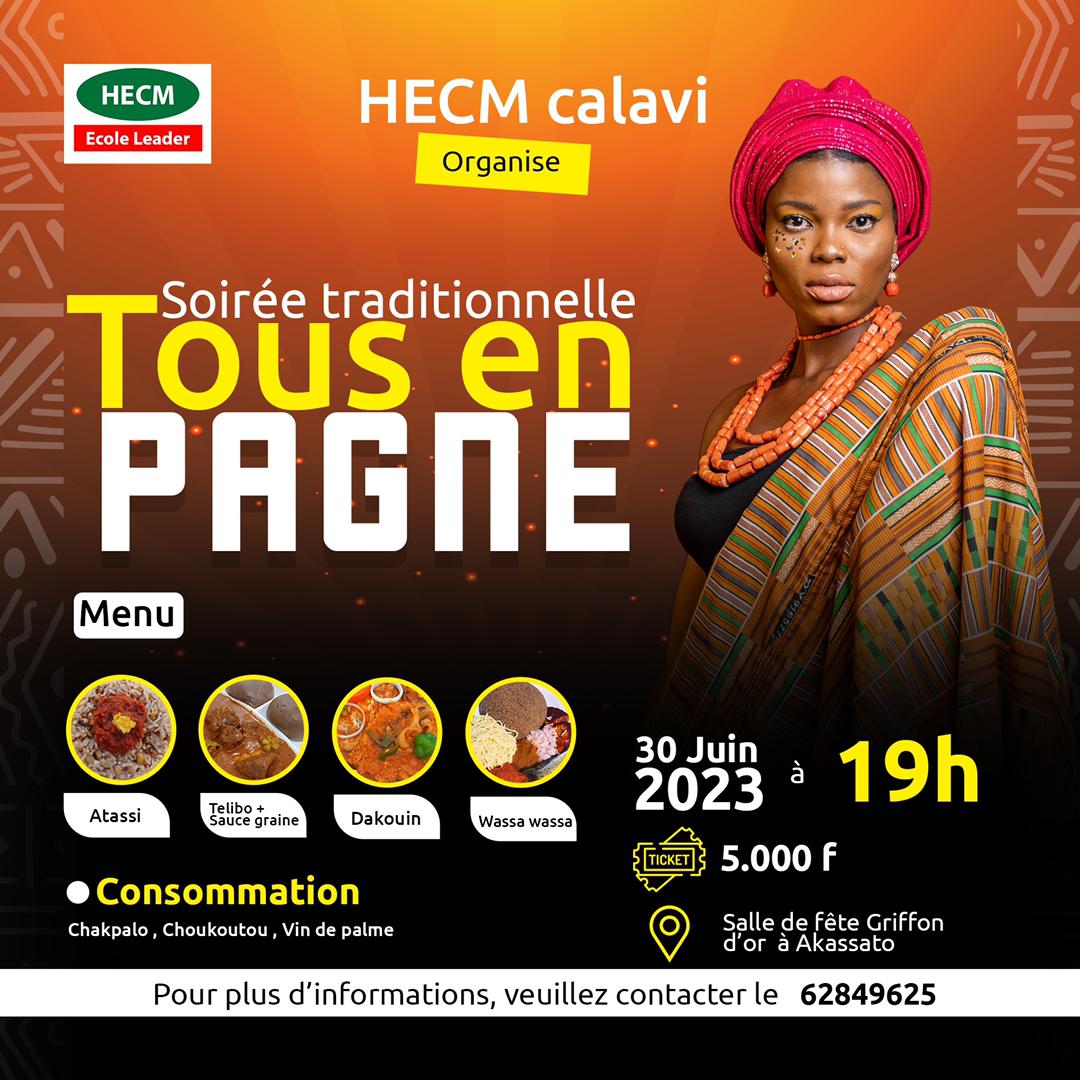 HECM
Ecole Leader
HECM calavi
Organise
Soirée traditionnelle
Tous en
PAGNE
Menu
Atassi
Telibo +
Sauce graine
Dakouin
Wassa wassa
30 Juin
2023 à 19h
TICKET 5.000 f
Consommation
Chakpalo , Choukoutou , Vin de palme
Salle de fête Griffon
d'or à Akassato
Pour plus d'informations, veuillez contacter le 62849625